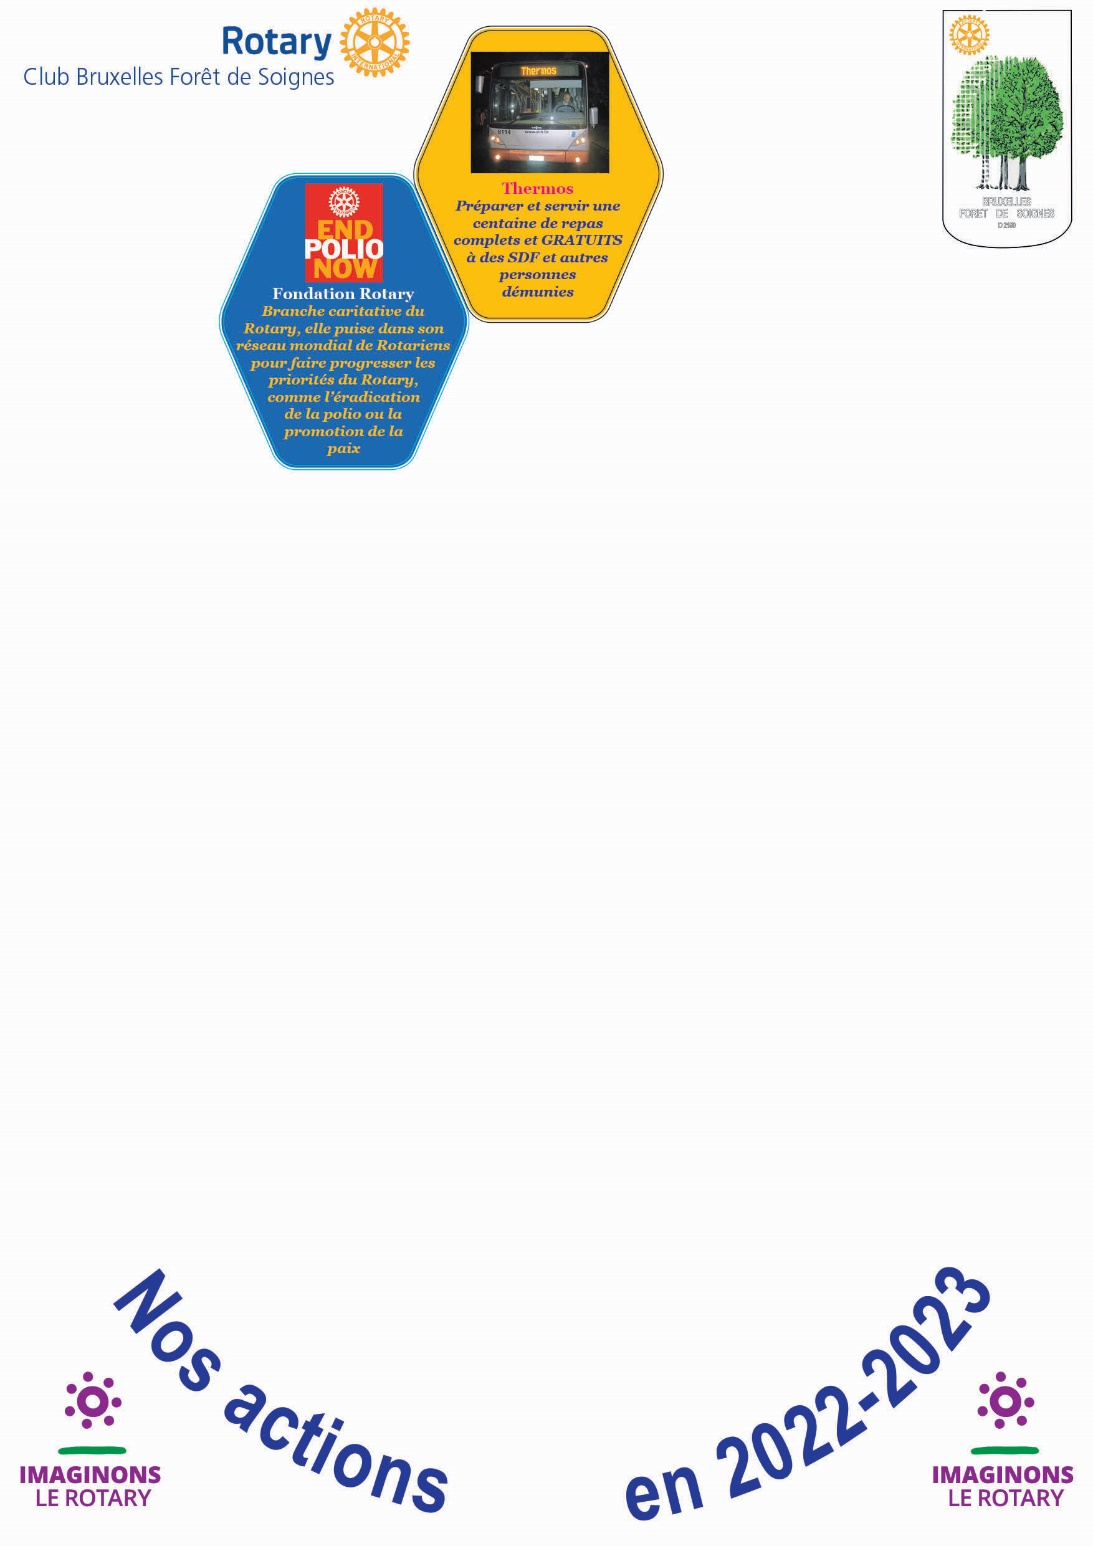 Rotary
Club Bruxelles Forêt de Soignes
ROTARY
INTERNATIONAL
Thermos
Thermos
Préparer et servir une
centaine de repas
complets et GRATUITS
à des SDF et autres
personnes
démunies
END
POLIO
NOW
Fondation Rotary
Branche caritative du
Rotary, elle puise dans son
réseau mondial de Rotariens
pour faire progresser les
priorités du Rotary,
comme l'éradication
de la polio ou la
promotion de la
paix
BRUXELLES
FORET DE SOIGNES
Nos actions
en 2022-2023
IMAGINONS
LE ROTARY
IMAGINONS
LE ROTARY